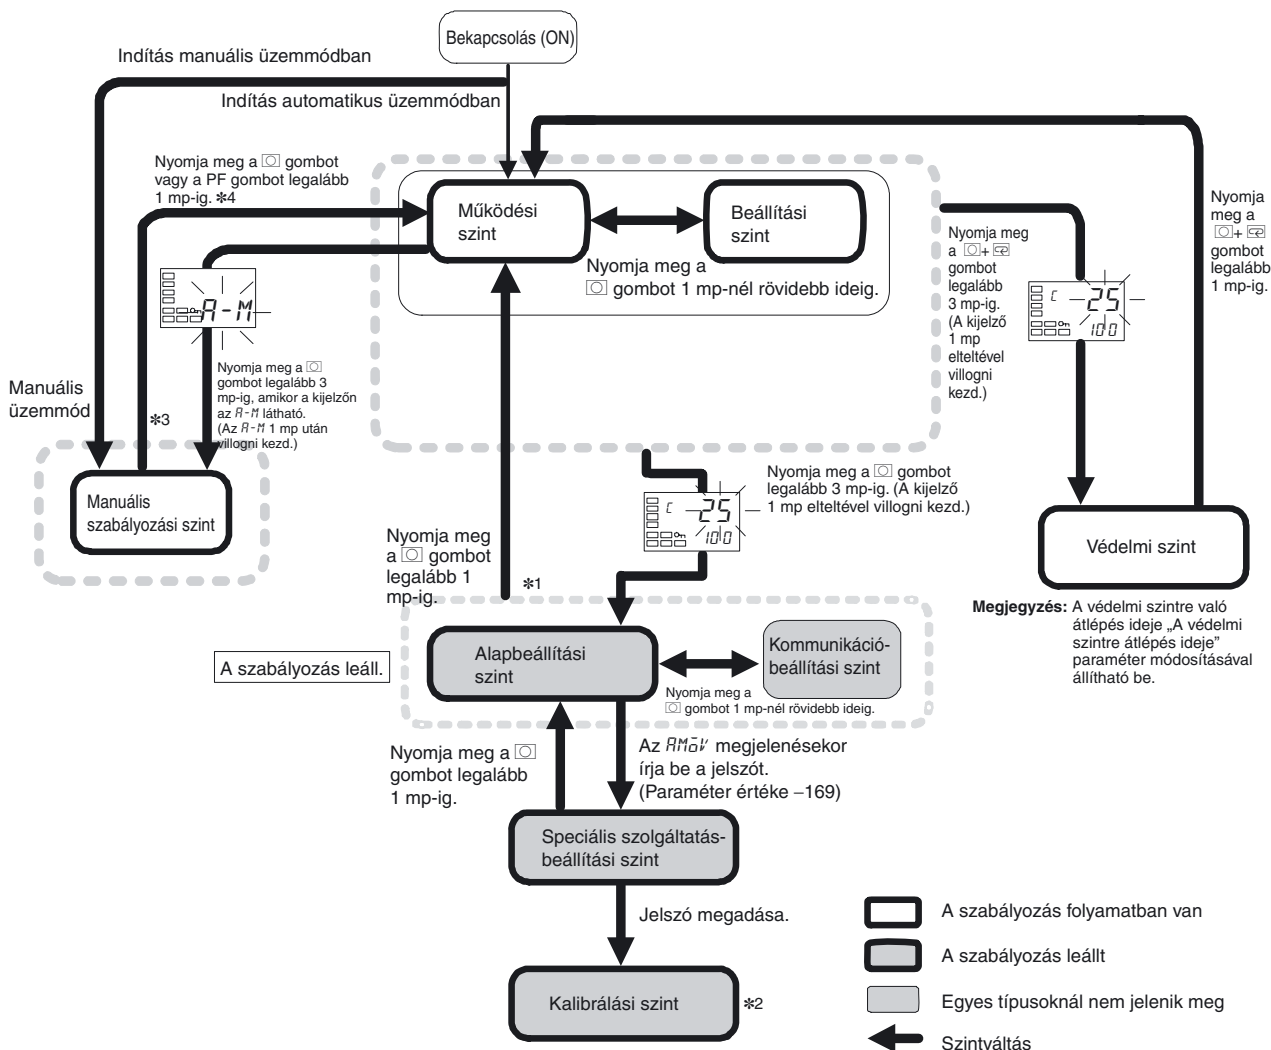 Bekapcsolás (ON)
Indítás manuális üzemmódban
Indítás automatikus üzemmódban
Nyomja meg a gombot
vagy a PF gombot legalább
1 mp-ig. *4
Működési
szint
Beállítási
szint
Nyomja meg a
gombot 1 mp-nél rövidebb ideig.
A-M
Nyomja meg a
gombot legalább 3
mp-ig, amikor a kijelzőn
az A-M látható.
(Az A-M 1 mp után
villogni kezd.)
Manuális
üzemmód
*3
Manuális
szabályozási szint
Nyomja meg
a +
gombot
legalább
3 mp-ig.
(A kijelző
1 mp
elteltével
villogni
kezd.)
C 25
100
Nyomja
meg a
+
gombot
legalább
1 mp-ig.
Védelmi szint
Megjegyzés: A védelmi szintre való
átlépés ideje „A védelmi
szintre átlépés ideje”
paraméter módosításával
állítható be.
Nyomja meg a gombot
legalább 3 mp-ig. (A kijelző
1 mp elteltével villogni kezd.)
C 25
100
Nyomja meg
a gombot
legalább 1
mp-ig.
*1
A szabályozás leáll.
Alapbeállítási
szint
Kommunikáció-
beállítási szint
Nyomja meg a
gombot 1 mp-nél rövidebb ideig.
Nyomja meg a
gombot legalább
1 mp-ig.
Az AMoV megjelenésekor
írja be a jelszót.
(Paraméter értéke –169)
Speciális szolgáltatás-
beállítási szint
Jelszó megadása.
Kalibrálási szint
*2
A szabályozás folyamatban van
A szabályozás leállt
Egyes típusoknál nem jelenik meg
Szintváltás